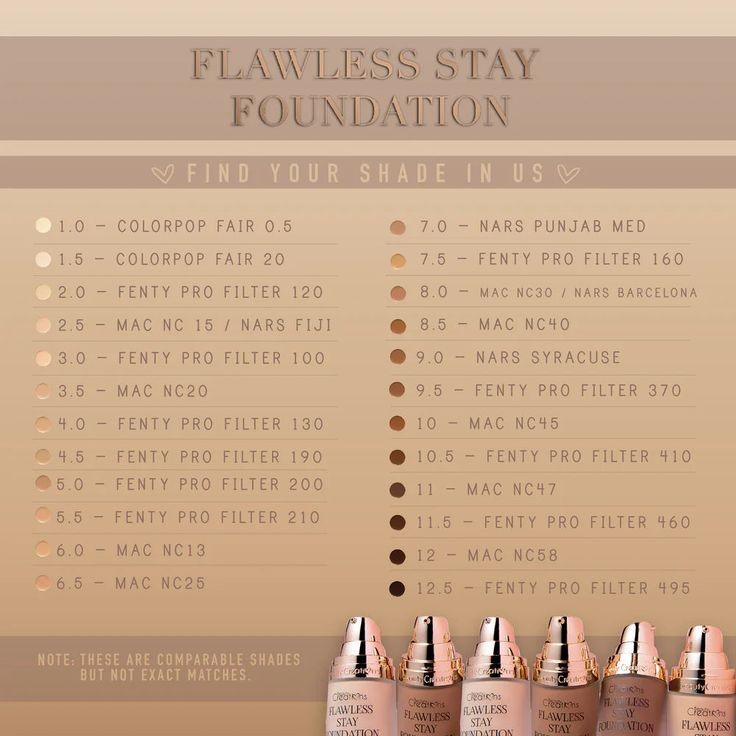 FLAWLESS STAY
FOUNDATION
FIND YOUR SHADE IN US
1.0 – COLORPOP FAIR 0.5
1.5 – COLORPOP FAIR 20
2.0 – FENTY PRO FILTER 120
2.5 – MAC NC 15 / NARS FIJI
3.0 – FENTY PRO FILTER 100
3.5 – MAC NC20
4.0 – FENTY PRO FILTER 130
4.5 – FENTY PRO FILTER 190
5.0 – FENTY PRO FILTER 200
5.5 – FENTY PRO FILTER 210
6.0 – MAC NC13
6.5 – MAC NC25
7.0 – NARS PUNJAB MED
7.5 – FENTY PRO FILTER 160
8.0 – MAC NC30 / NARS BARCELONA
8.5 – MAC NC40
9.0 – NARS SYRACUSE
9.5 – FENTY PRO FILTER 370
10 – MAC NC45
10.5 – FENTY PRO FILTER 410
11 – MAC NC47
11.5 – FENTY PRO FILTER 460
12 – MAC NC58
12.5 – FENTY PRO FILTER 495
NOTE: THESE ARE COMPARABLE SHADES
BUT NOT EXACT MATCHES.
Creations
FLAWLESS
STAY
FOUNDATION
Creations
FLAWLESS
STAY
FOUNDATION
Creations
FLAWLESS
STAY
FOUNDATION
Creations
FLAWLESS
STAY
FOUNDATION
Creations
FLAWLESS
STAY
FOUNDATION
Creations
FLAWLESS
STAY